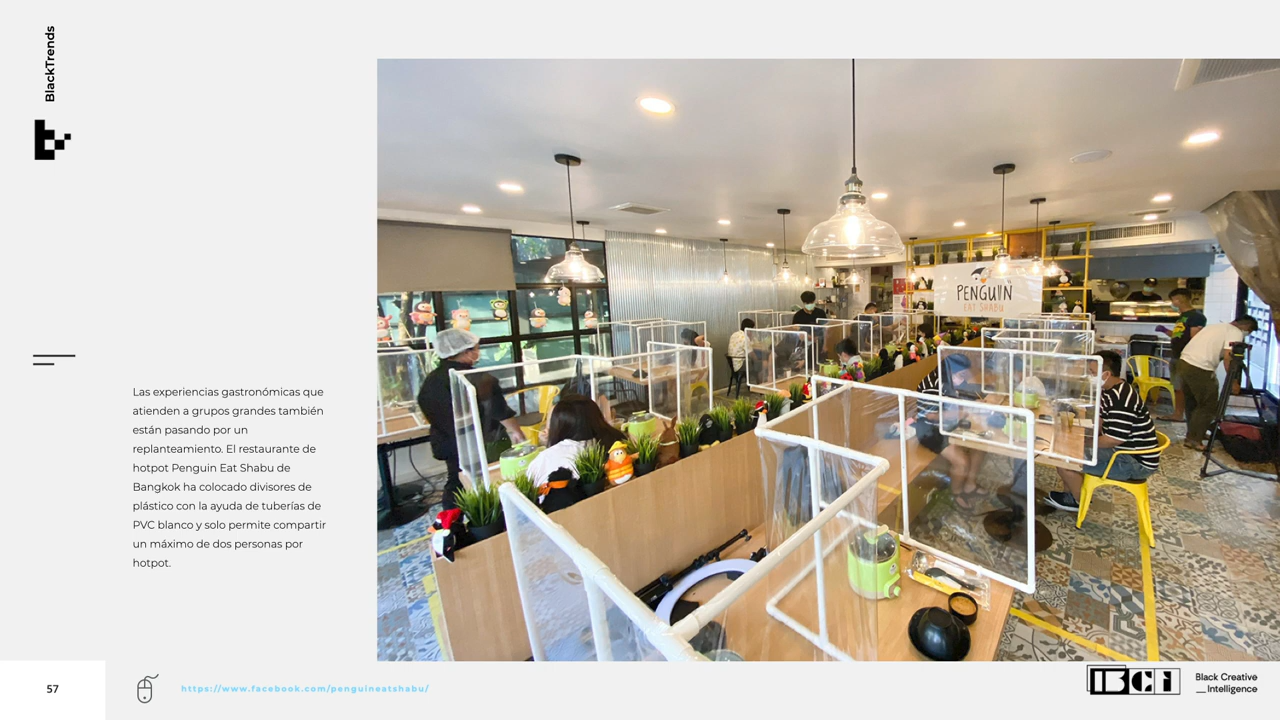 BlackTrends
Las experiencias gastronómicas que
atienden a grupos grandes también
están pasando por un
replanteamiento. El restaurante de
hotpot Penguin Eat Shabu de
Bangkok ha colocado divisores de
plástico con la ayuda de tuberías de
PVC blanco y solo permite compartir
un máximo de dos personas por
hotpot.
PENGUIN
EAT SHABU
57
https://www.facebook.com/penguineatshabu/
BCi
Black Creative
__Intelligence